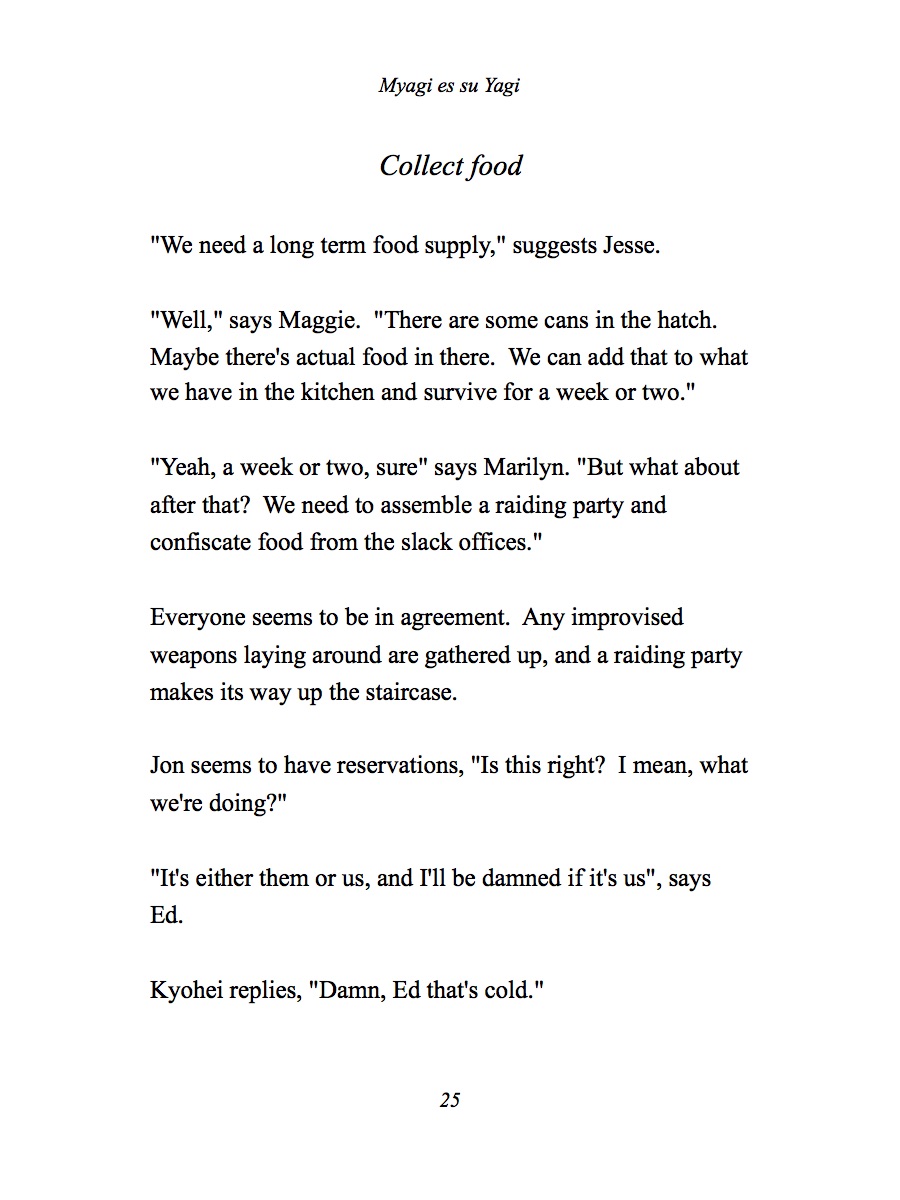 Myagi es su Yagi
Collect food
"We need a long term food supply," suggests Jesse.
"Well," says Maggie.  "There are some cans in the hatch.
Maybe there's actual food in there.  We can add that to what
we have in the kitchen and survive for a week or two."
"Yeah, a week or two, sure" says Marilyn. "But what about
after that?  We need to assemble a raiding party and
confiscate food from the slack offices."
Everyone seems to be in agreement.  Any improvised
weapons laying around are gathered up, and a raiding party
makes its way up the staircase.
Jon seems to have reservations, "Is this right?  I mean, what
we're doing?"
"It's either them or us, and I'll be damned if it's us", says
Ed.
Kyohei replies, "Damn, Ed that's cold."
25